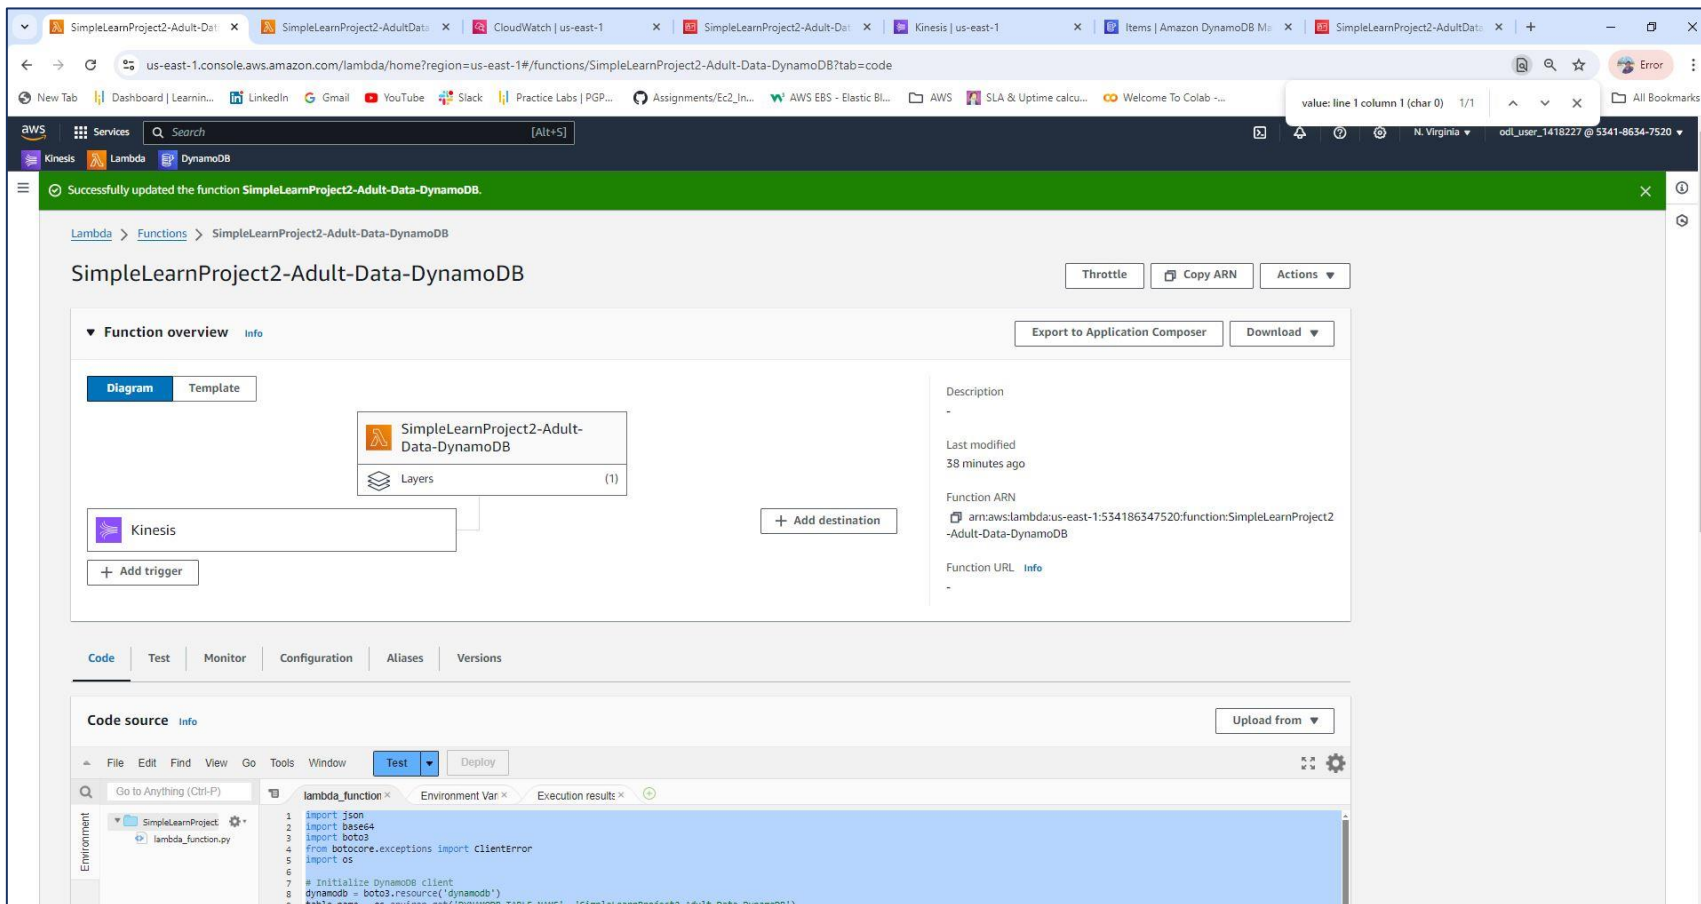 SimpleLearnProject2-Adult-Dat
SimpleLearnProject2-AdultData
CloudWatch | us-east-1
SimpleLearnProject2-Adult-Dat
Kinesis | us-east-1
Items | Amazon DynamoDB Ma
SimpleLearnProject2-AdultData
us-east-1.console.aws.amazon.com/lambda/home?region=us-east-1#/functions/SimpleLearnProject2-Adult-Data-DynamoDB?tab=code
Error
New Tab
Dashboard | Learnin...
LinkedIn
Gmail
YouTube
Slack
Practice Labs | PGP...
Assignments/Ec2_In...
AWS EBS - Elastic Bl...
AWS
SLA & Uptime calcu...
Welcome To Colab -...
value: line 1 column 1 (char 0) 1/1
All Bookmarks
aws
Services
Search
[Alt+S]
N. Virginia
odl_user_1418227 @ 5341-8634-7520
Kinesis
Lambda
DynamoDB
Successfully updated the function SimpleLearnProject2-Adult-Data-DynamoDB.
Lambda > Functions > SimpleLearnProject2-Adult-Data-DynamoDB
SimpleLearnProject2-Adult-Data-DynamoDB
Throttle
Copy ARN
Actions
Function overview Info
Export to Application Composer
Download
Diagram
Template
SimpleLearnProject2-Adult-
Data-DynamoDB
Layers (1)
Kinesis
+ Add trigger
+ Add destination
Description
-
Last modified
38 minutes ago
Function ARN
arn:aws:lambda:us-east-1:534186347520:function:SimpleLearnProject2
-Adult-Data-DynamoDB
Function URL Info
-
Code
Test
Monitor
Configuration
Aliases
Versions
Code source Info
Upload from
File Edit Find View Go Tools Window
Test
Deploy
Go to Anything (Ctrl-P)
lambda_function
Environment Var
Execution results
Environment
SimpleLearnProject
lambda_function.py
1 import json
2 import base64
3 import boto3
4 from botocore.exceptions import ClientError
5 import os
6
7 # Initialize DynamoDB client
8 dynamodb = boto3.resource('dynamodb')